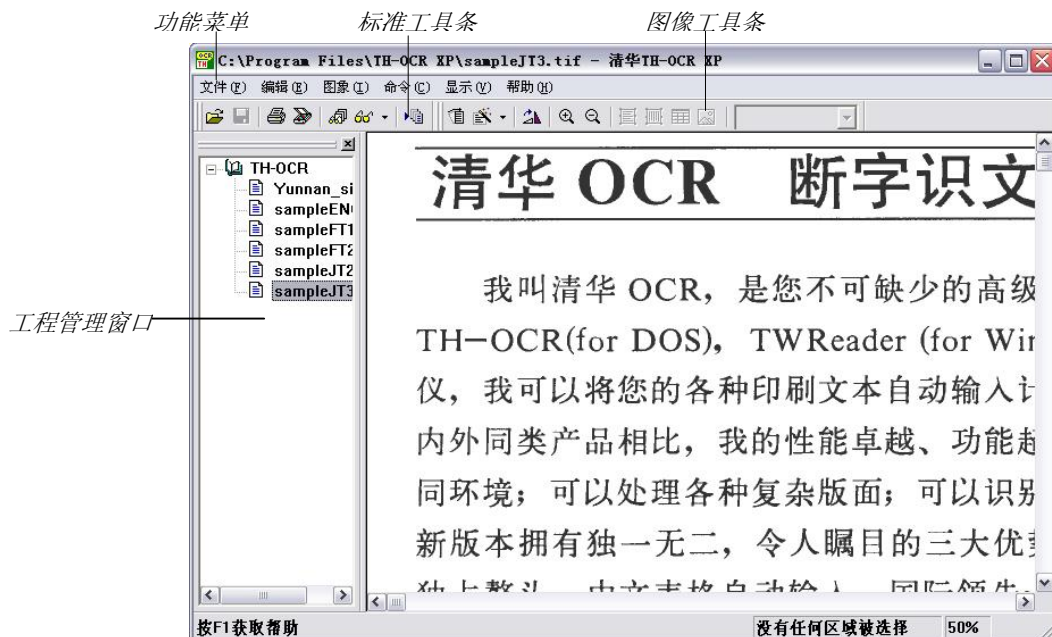 功能菜单 标准工具条 图像工具条
C:\Program Files\TH-OCR XP\sampleJT3.tif - 清华TH-OCR XP
文件(F) 编辑(E) 图象(I) 命令(C) 显示(V) 帮助(H)
TH-OCR
Yunnan_si
sampleEN
sampleFT1
sampleFT2
sampleJT2
sampleJT3
工程管理窗口
清华 OCR 断字识文
我叫清华 OCR，是您不可缺少的高级
TH-OCR(for DOS)，TWReader (for Win
仪，我可以将您的各种印刷文本自动输入计
内外同类产品相比，我的性能卓越、功能超
同环境；可以处理各种复杂版面；可以识别
新版本拥有独一无二，令人瞩目的三大优势
按F1获取帮助 没有任何区域被选择 50%